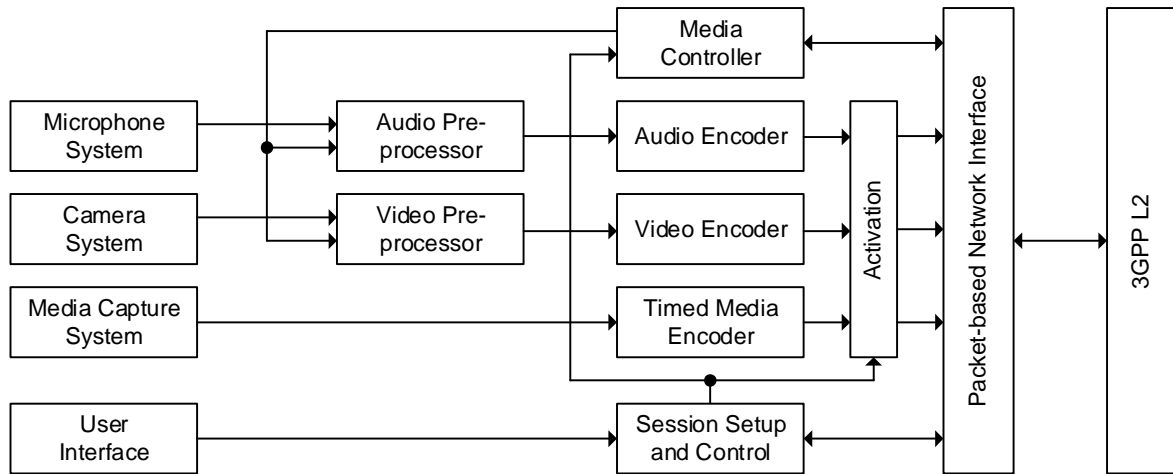 Media
Controller
Microphone
System
Audio Pre-
processor
Audio Encoder
Camera
System
Video Pre-
processor
Video Encoder
Media Capture
System
Timed Media
Encoder
User
Interface
Session Setup
and Control
Activation
Packet-based Network Interface
3GPP L2